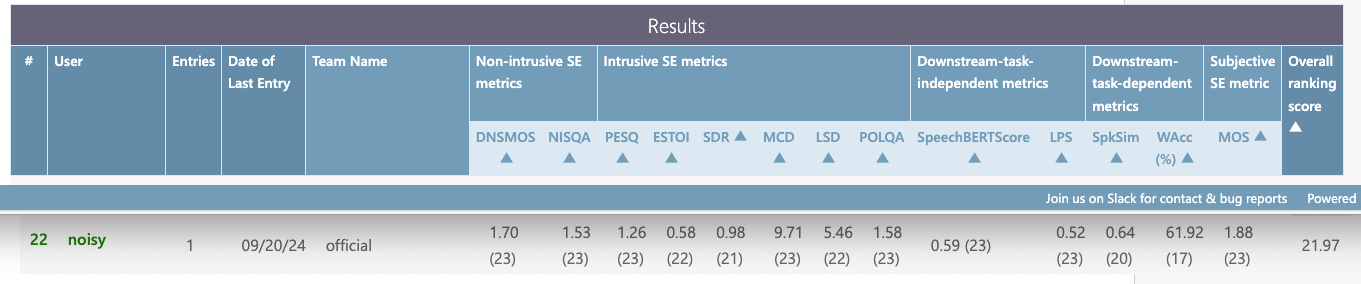 Results
# User Entries Date of Last Entry Team Name Non-intrusive SE metrics Intrusive SE metrics Downstream-task-independent metrics Downstream-task-dependent metrics Subjective SE metric Overall ranking score ▲
DNSMOS ▲ NISQA ▲ PESQ ▲ ESTOI ▲ SDR ▲ MCD ▲ LSD ▲ POLQA ▲ SpeechBERTScore ▲ LPS ▲ SpkSim ▲ WAcc (%) ▲ MOS ▲
Join us on Slack for contact & bug reports Powered
22 noisy 1 09/20/24 official 1.70 (23) 1.53 (23) 1.26 (23) 0.58 (22) 0.98 (21) 9.71 (23) 5.46 (22) 1.58 (23) 0.59 (23) 0.52 (23) 0.64 (20) 61.92 (17) 1.88 (23) 21.97